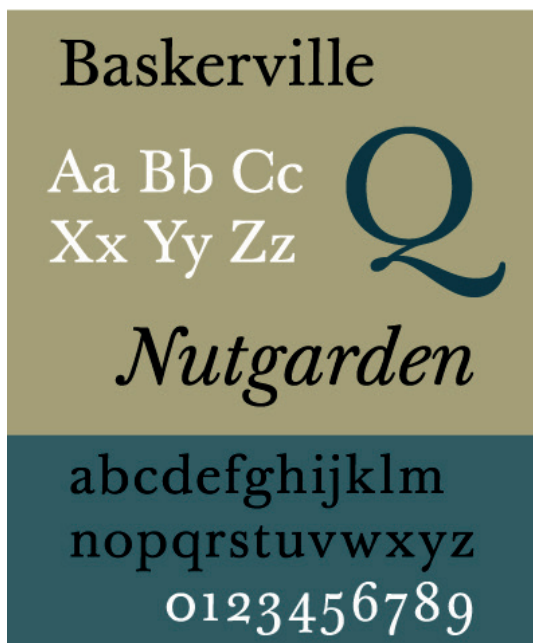 Baskerville
Aa Bb Cc
Xx Yy Zz
Q
Nutgarden
abcdefghijklm
nopqrstuvwxyz
0123456789